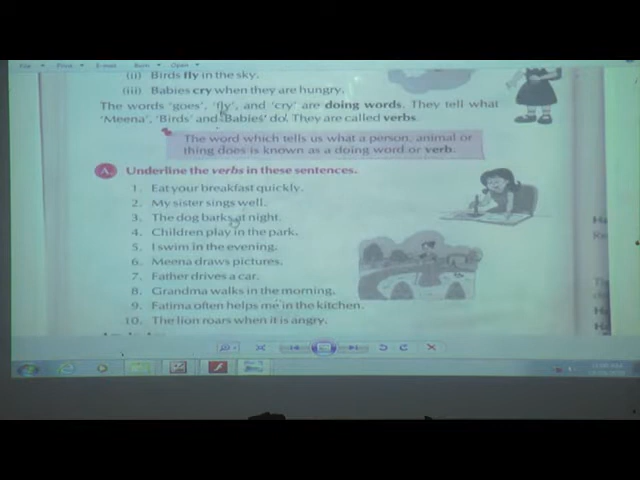 File Print E-mail Burn Open
(ii) Birds fly in the sky.
(iii) Babies cry when they are hungry.
The words 'goes', 'fly', and 'cry' are doing words. They tell what
'Meena', 'Birds' and 'Babies' do. They are called verbs.
The word which tells us what a person, animal or
thing does is known as a doing word or verb.
A. Underline the verbs in these sentences.
1. Eat your breakfast quickly.
2. My sister sings well.
3. The dog barks at night.
4. Children play in the park.
5. I swim in the evening.
6. Meena draws pictures.
7. Father drives a car.
8. Grandma walks in the morning.
9. Fatima often helps me in the kitchen.
10. The lion roars when it is angry.